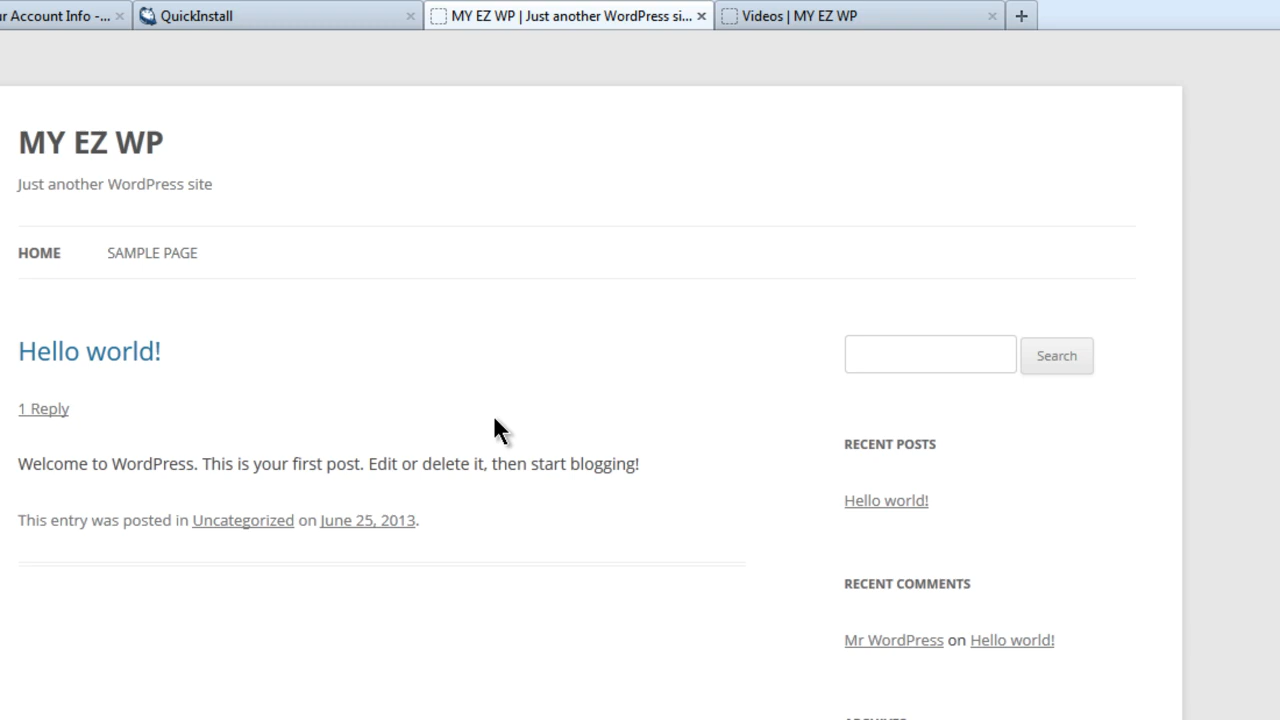 r Account Info -... QuickInstall MY EZ WP | Just another WordPress si... Videos | MY EZ WP
MY EZ WP
Just another WordPress site
HOME SAMPLE PAGE
Hello world!
Search
1 Reply
RECENT POSTS
Welcome to WordPress. This is your first post. Edit or delete it, then start blogging!
Hello world!
This entry was posted in Uncategorized on June 25, 2013.
RECENT COMMENTS
Mr WordPress on Hello world!